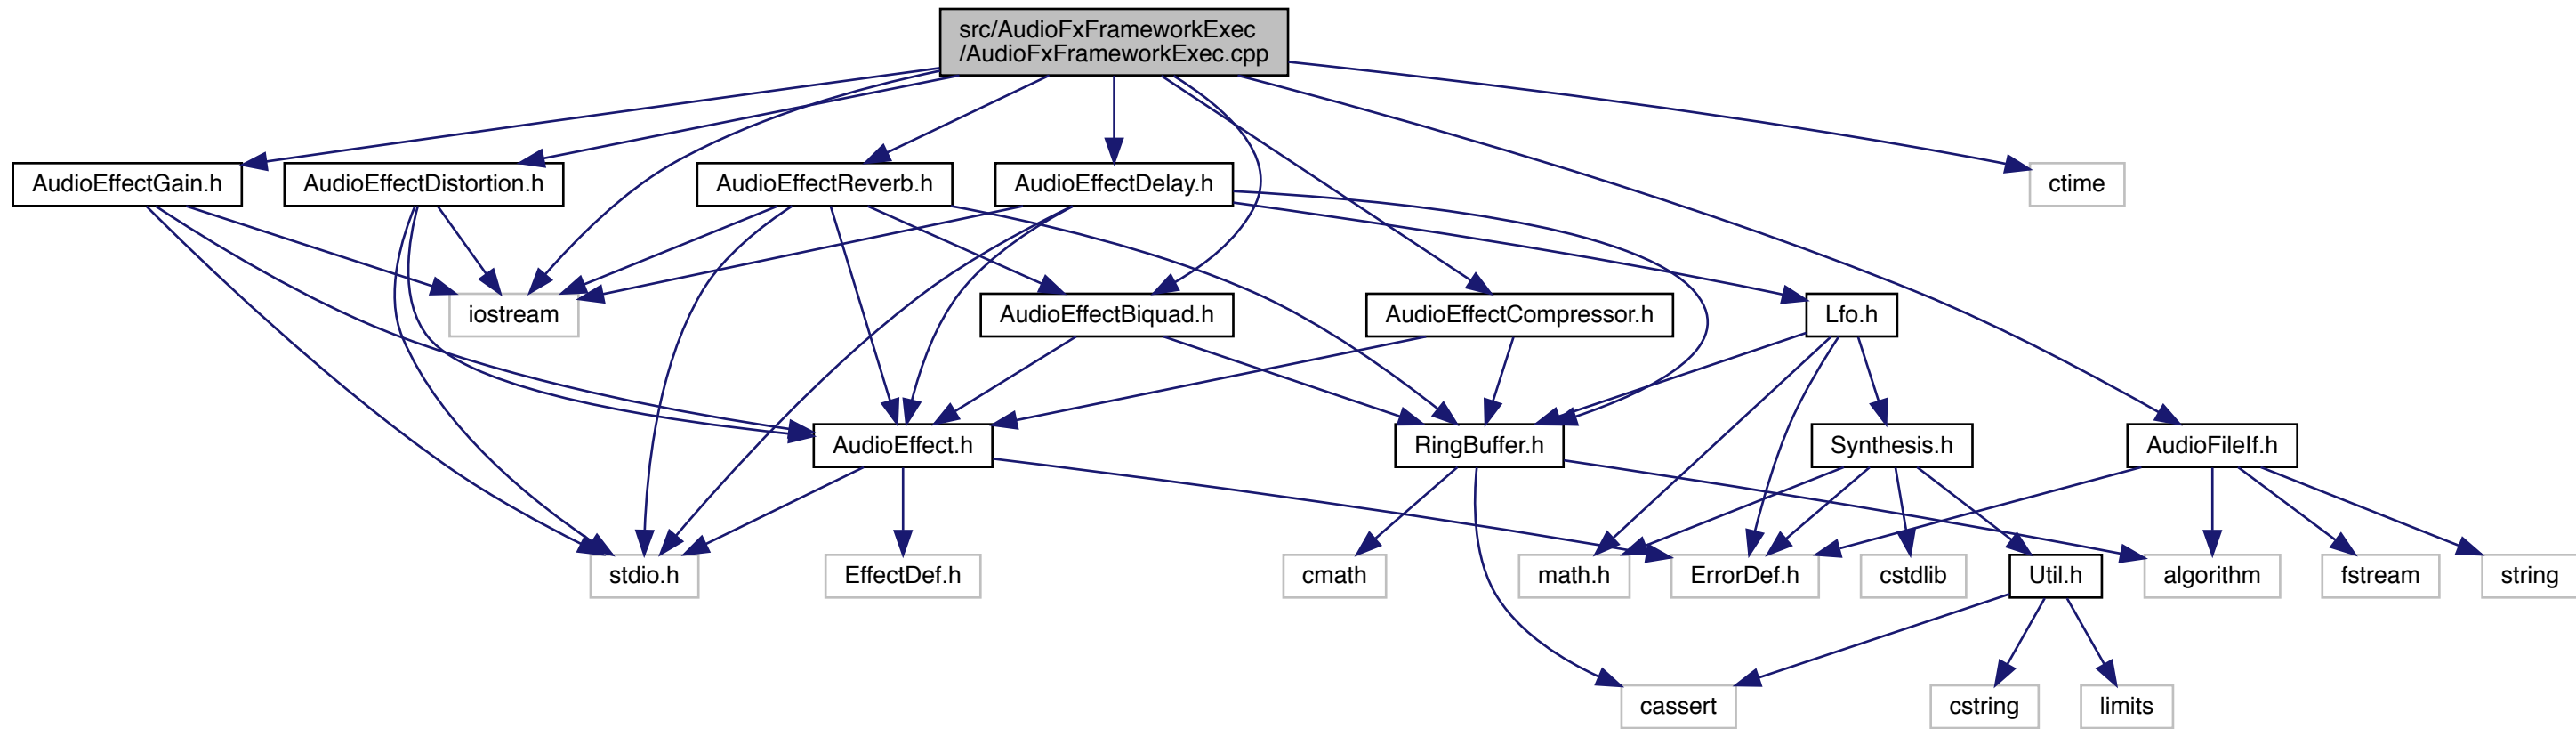 src/AudioFxFrameworkExec
/AudioFxFrameworkExec.cpp
AudioEffectGain.h
AudioEffectDistortion.h
AudioEffectReverb.h
AudioEffectDelay.h
ctime
iostream
AudioEffectBiquad.h
AudioEffectCompressor.h
Lfo.h
AudioEffect.h
RingBuffer.h
Synthesis.h
AudioFileIf.h
stdio.h
EffectDef.h
cmath
math.h
ErrorDef.h
cstdlib
Util.h
algorithm
fstream
string
cassert
cstring
limits